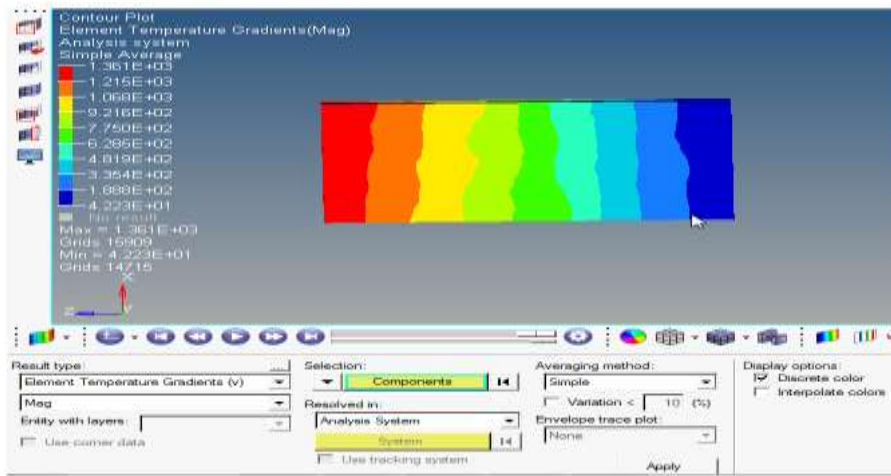 Contour Plot
Element Temperature Gradients(Mag)
Analysis system
Simple Average
1.361E+03
1.215E+03
1.068E+03
9.216E+02
7.750E+02
6.285E+02
4.819E+02
3.354E+02
1.888E+02
4.223E+01
No result
Max = 1.361E+03
Grids 16909
Min = 4.223E+01
Grids 14715
X
Z Y
Result type: Selection: Averaging method: Display options:
Element Temperature Gradients (v) Components Simple Discrete color
Mag Resolved in: Variation < 10 (%) Interpolate colors
Entity with layers: Analysis System Envelope trace plot:
Use corner data System None
Use tracking system Apply